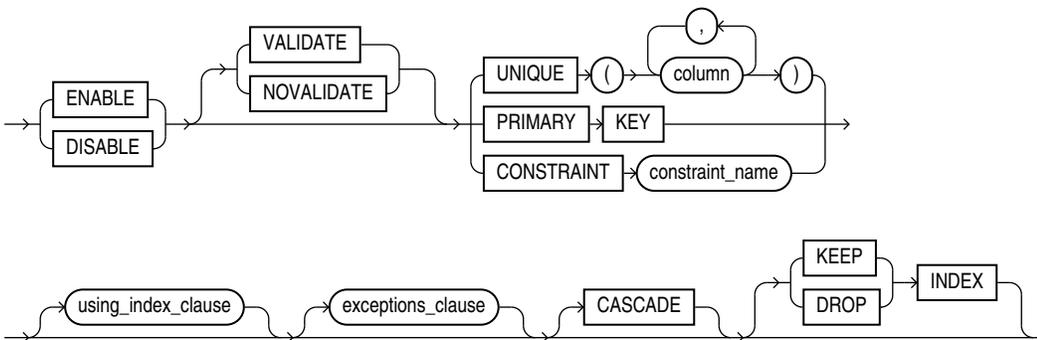 ,
VALIDATE
UNIQUE ( column )
NOVALIDATE
ENABLE
PRIMARY KEY
DISABLE
CONSTRAINT constraint_name
KEEP
using_index_clause exceptions_clause CASCADE INDEX
DROP